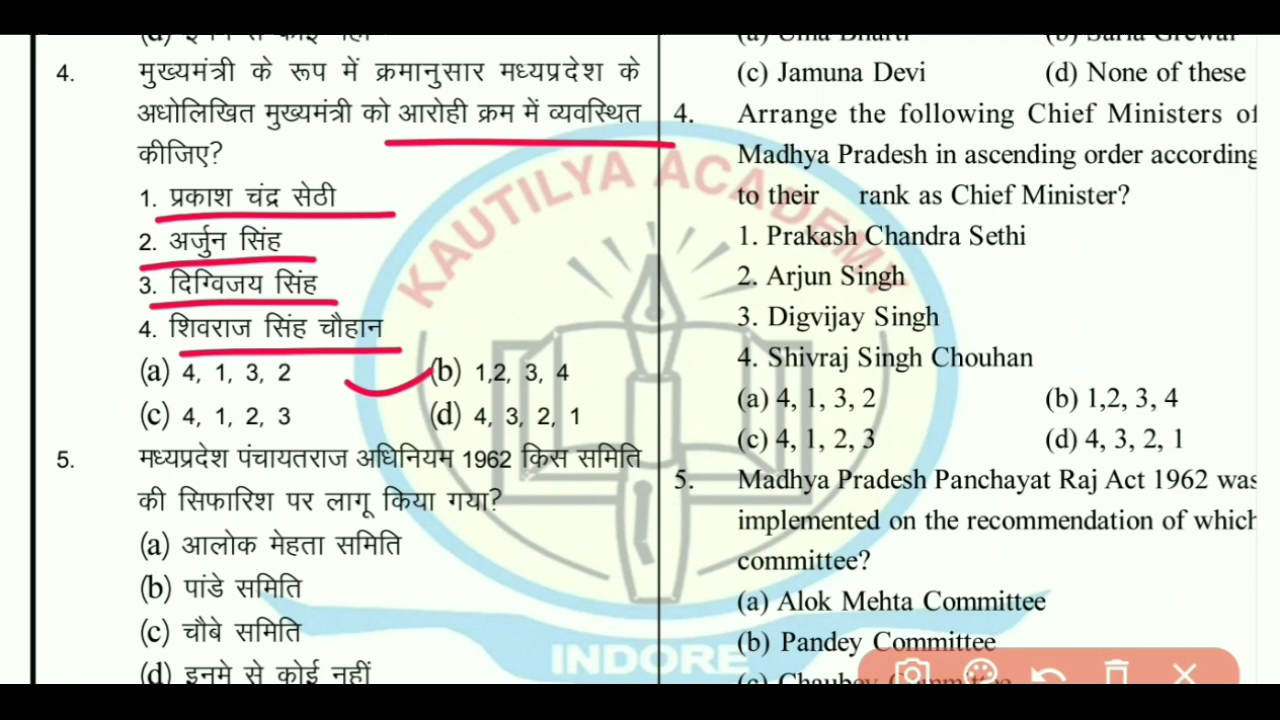 4. मुख्यमंत्री के रूप में क्रमानुसार मध्यप्रदेश के
अधोलिखित मुख्यमंत्री को आरोही क्रम में व्यवस्थित
कीजिए?
1. प्रकाश चंद्र सेठी
2. अर्जुन सिंह
3. दिग्विजय सिंह
4. शिवराज सिंह चौहान
(a) 4, 1, 3, 2 (b) 1,2, 3, 4
(c) 4, 1, 2, 3 (d) 4, 3, 2, 1
5. मध्यप्रदेश पंचायतराज अधिनियम 1962 किस समिति
की सिफारिश पर लागू किया गया?
(a) आलोक मेहता समिति
(b) पांडे समिति
(c) चौबे समिति
(d) इनमे से कोई नहीं
(a) Uma Bharti (b) Sarla Grewal
(c) Jamuna Devi (d) None of these
4. Arrange the following Chief Ministers of
Madhya Pradesh in ascending order according
to their rank as Chief Minister?
1. Prakash Chandra Sethi
2. Arjun Singh
3. Digvijay Singh
4. Shivraj Singh Chouhan
(a) 4, 1, 3, 2 (b) 1,2, 3, 4
(c) 4, 1, 2, 3 (d) 4, 3, 2, 1
5. Madhya Pradesh Panchayat Raj Act 1962 was
implemented on the recommendation of which
committee?
(a) Alok Mehta Committee
(b) Pandey Committee
KAUTILYA ACADEMY
INDORE